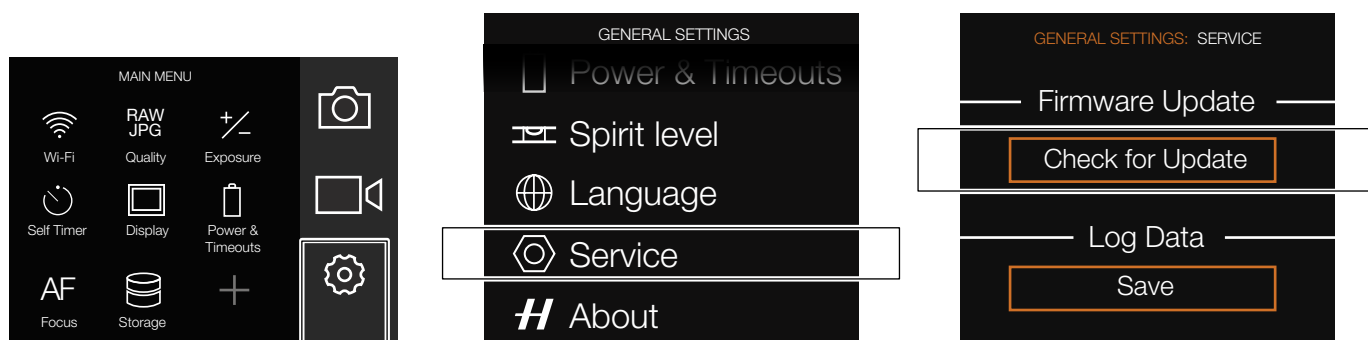 MAIN MENU
RAW
JPG
Wi-Fi
Quality
Exposure
Self Timer
Display
Power &
Timeouts
AF
Focus
Storage
GENERAL SETTINGS
Power & Timeouts
Spirit level
Language
Service
About
GENERAL SETTINGS: SERVICE
Firmware Update
Check for Update
Log Data
Save